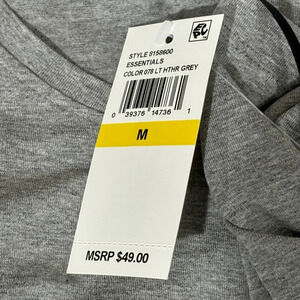 STYLE 8158600
ESSENTIALS
COLOR 078 LT HTHR GREY
0 39376 14736 1
M
MSRP $49.00